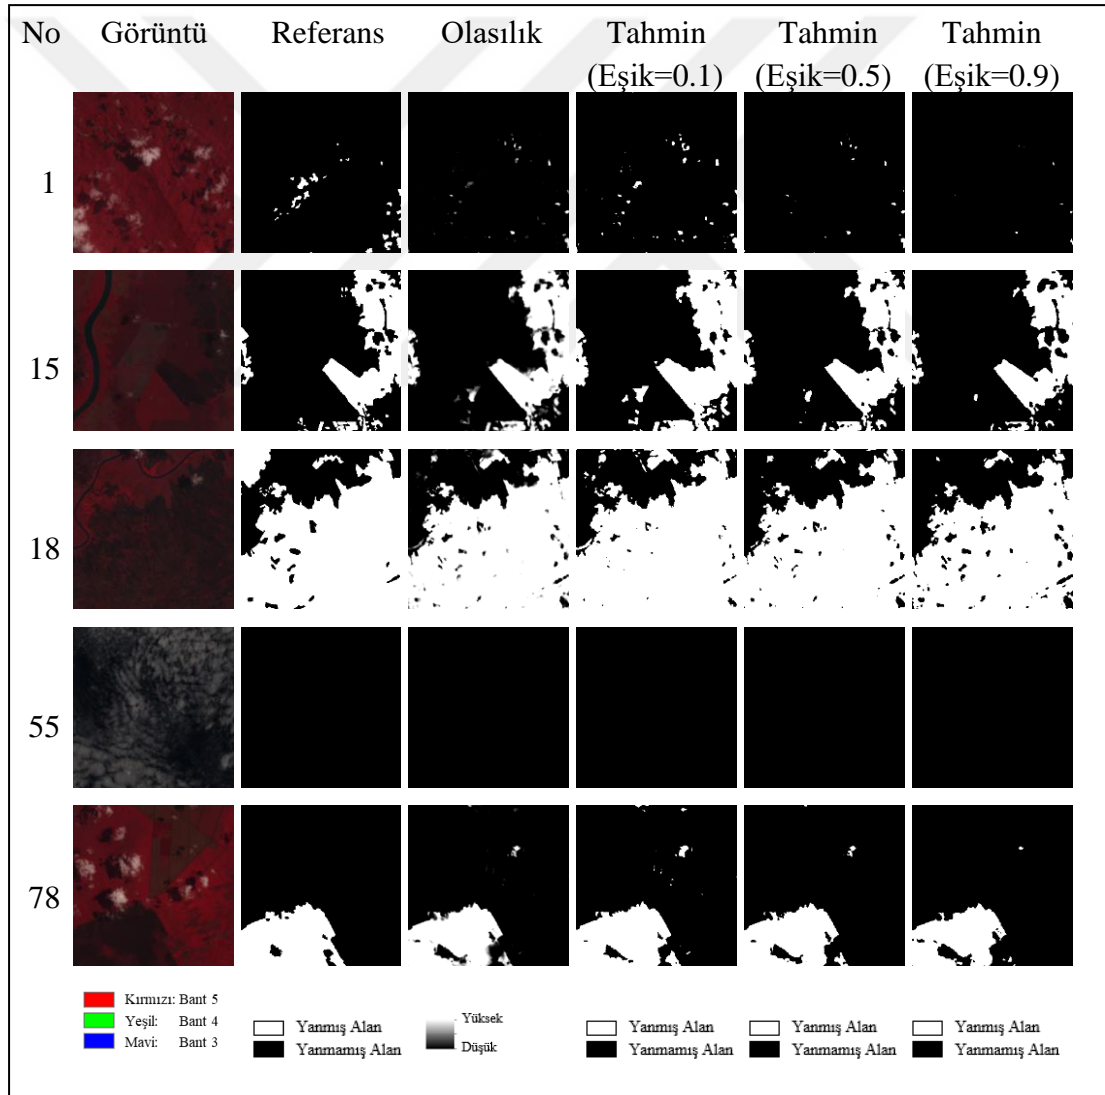 No Görüntü Referans Olasılık Tahmin Tahmin Tahmin
(Eşik=0.1) (Eşik=0.5) (Eşik=0.9)
1
15
18
55
78
Kırmızı: Bant 5
Yeşil: Bant 4
Mavi: Bant 3
Yanmış Alan
Yanmamış Alan
Yüksek
Düşük
Yanmış Alan
Yanmamış Alan
Yanmış Alan
Yanmamış Alan
Yanmış Alan
Yanmamış Alan